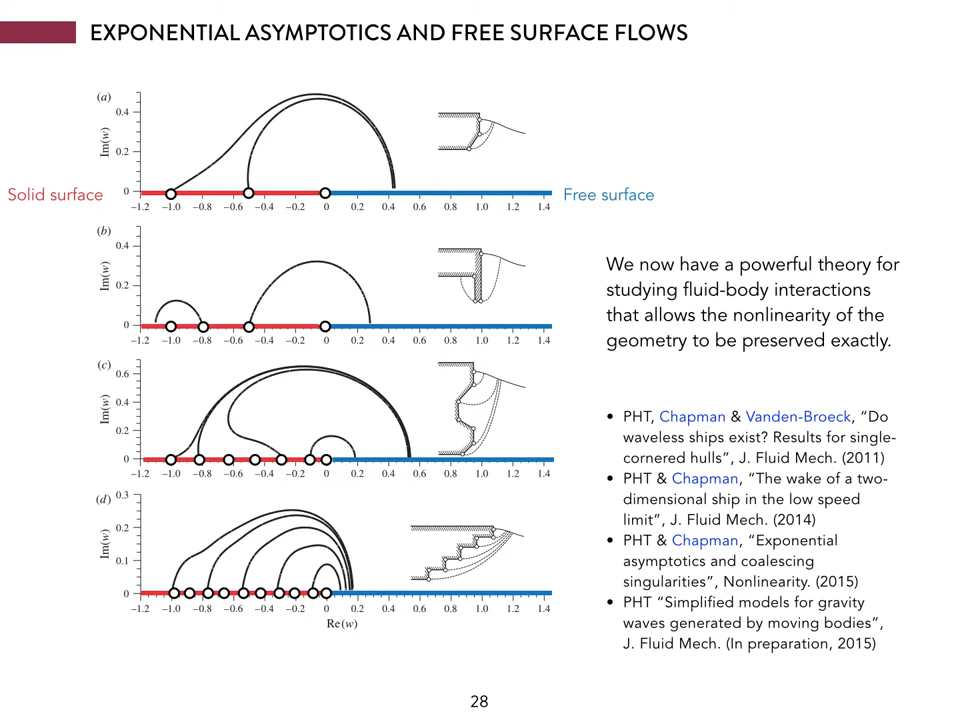 EXPONENTIAL ASYMPTOTICS AND FREE SURFACE FLOWS
(a)
0.4
0.2
0
Im(w)
Solid surface
Free surface
−1.2 −1.0 −0.8 −0.6 −0.4 −0.2 0 0.2 0.4 0.6 0.8 1.0 1.2 1.4
(b)
0.4
0.2
0
Im(w)
−1.2 −1.0 −0.8 −0.6 −0.4 −0.2 0 0.2 0.4 0.6 0.8 1.0 1.2 1.4
(c)
0.6
0.4
0.2
0
Im(w)
−1.2 −1.0 −0.8 −0.6 −0.4 −0.2 0 0.2 0.4 0.6 0.8 1.0 1.2 1.4
(d)
0.3
0.2
0.1
0
Im(w)
−1.2 −1.0 −0.8 −0.6 −0.4 −0.2 0 0.2 0.4 0.6 0.8 1.0 1.2 1.4
Re(w)
We now have a powerful theory for
studying fluid-body interactions
that allows the nonlinearity of the
geometry to be preserved exactly.
• PHT, Chapman & Vanden-Broeck, “Do
waveless ships exist? Results for single-
cornered hulls”, J. Fluid Mech. (2011)
• PHT & Chapman, “The wake of a two-
dimensional ship in the low speed
limit”, J. Fluid Mech. (2014)
• PHT & Chapman, “Exponential
asymptotics and coalescing
singularities”, Nonlinearity. (2015)
• PHT “Simplified models for gravity
waves generated by moving bodies”,
J. Fluid Mech. (In preparation, 2015)
28